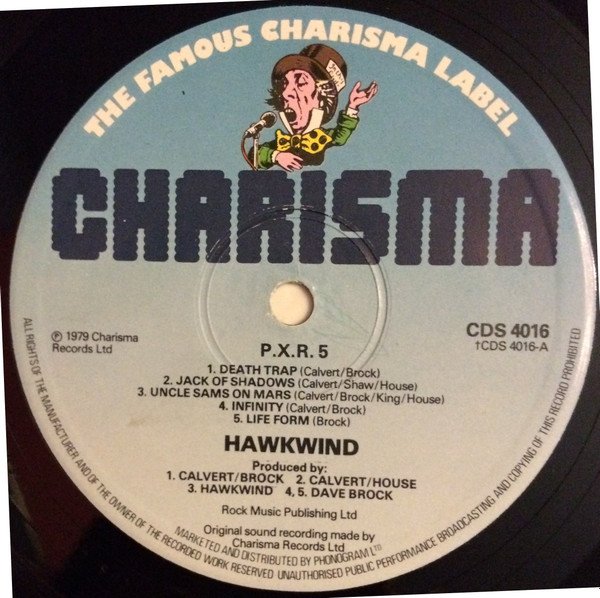 THE FAMOUS CHARISMA LABEL
CHARISMA
℗ 1979 Charisma
Records Ltd
CDS 4016
†CDS 4016-A
P.X.R. 5
1. DEATH TRAP (Calvert/Brock)
2. JACK OF SHADOWS (Calvert/Shaw/House)
3. UNCLE SAMS ON MARS (Calvert/Brock/King/House)
4. INFINITY (Calvert/Brock)
5. LIFE FORM (Brock)
HAWKWIND
Produced by:
1. CALVERT/BROCK 2. CALVERT/HOUSE
3. HAWKWIND 4, 5. DAVE BROCK
Rock Music Publishing Ltd
Original sound recording made by
Charisma Records Ltd
MARKETED AND DISTRIBUTED BY PHONOGRAM LTD
ALL RIGHTS OF THE MANUFACTURER AND OF THE OWNER OF THE RECORDED WORK RESERVED UNAUTHORISED PUBLIC PERFORMANCE BROADCASTING AND COPYING OF THIS RECORD PROHIBITED